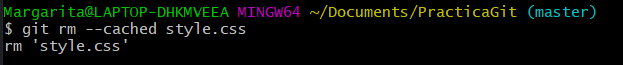 Margarita@LAPTOP-DHKMVEEA MINGW64 ~/Documents/PracticaGit (master)
$ git rm --cached style.css
rm 'style.css'